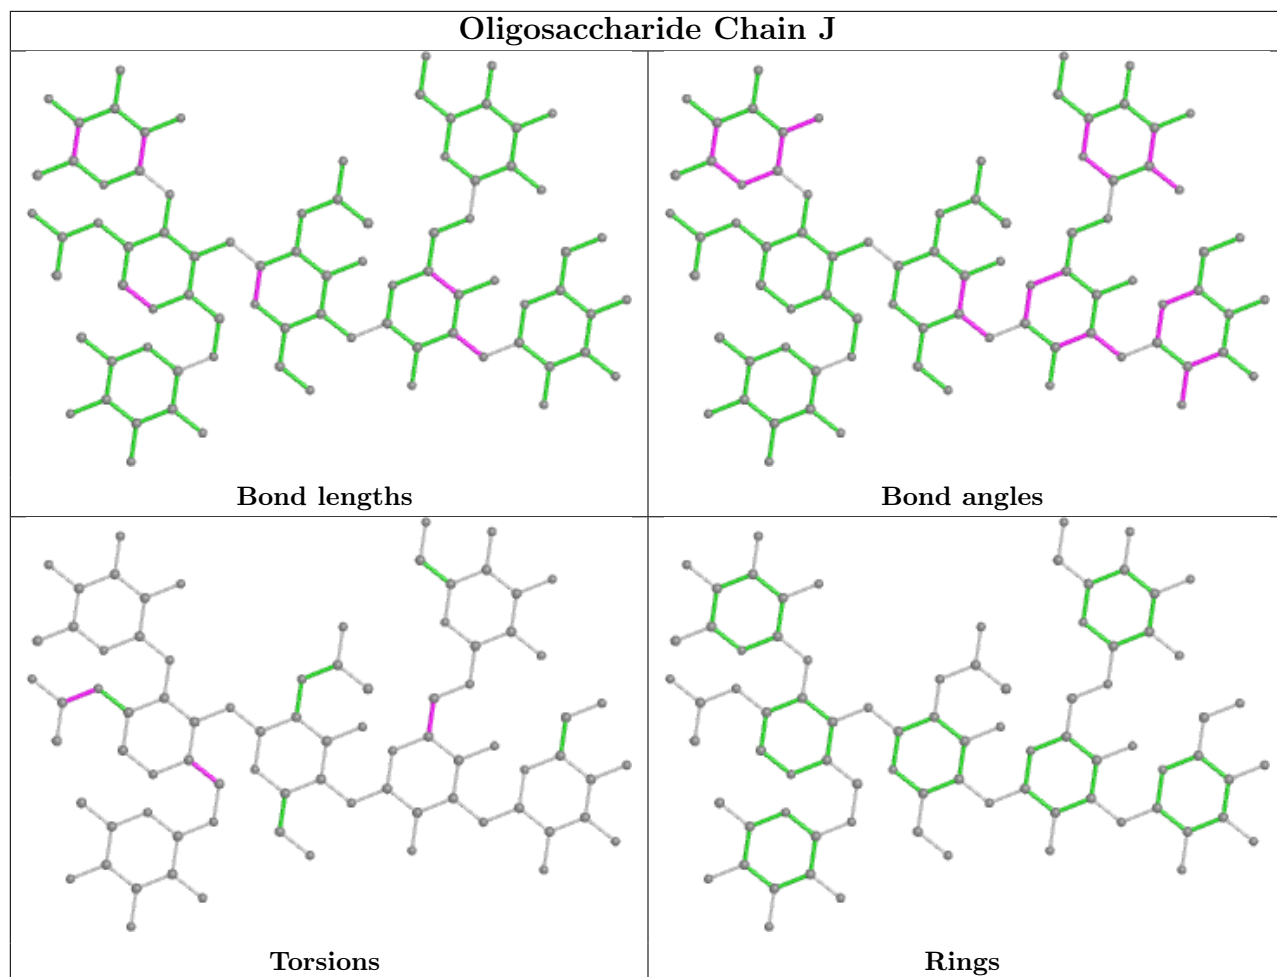 Oligosaccharide Chain J
Bond lengths
Bond angles
Torsions
Rings